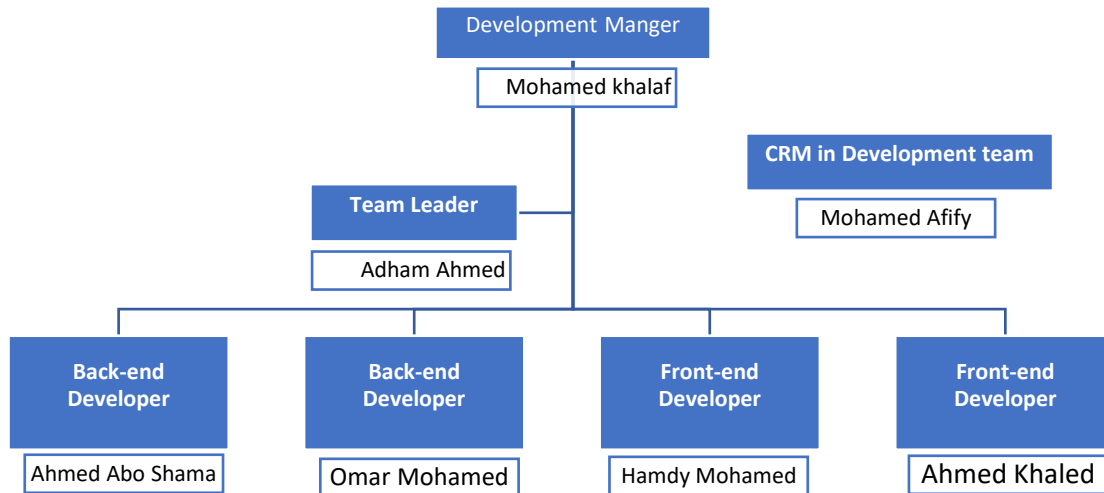 Development Manger
Mohamed khalaf
CRM in Development team
Mohamed Afify
Team Leader
Adham Ahmed
Back-end
Developer
Ahmed Abo Shama
Back-end
Developer
Omar Mohamed
Front-end
Developer
Hamdy Mohamed
Front-end
Developer
Ahmed Khaled